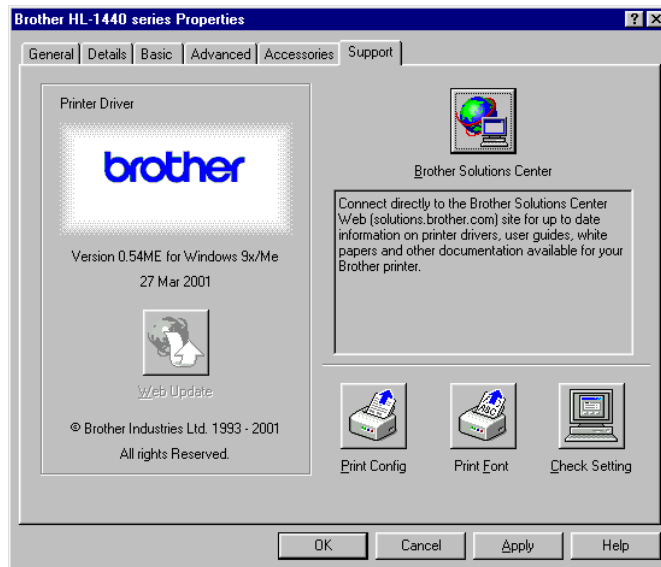 Brother HL-1440 series Properties
General Details Basic Advanced Accessories Support
Printer Driver
brother
Version 0.54ME for Windows 9x/Me
27 Mar 2001
Web Update
© Brother Industries Ltd. 1993 - 2001
All rights Reserved.
Brother Solutions Center
Connect directly to the Brother Solutions Center
Web (solutions.brother.com) site for up to date
information on printer drivers, user guides, white
papers and other documentation available for your
Brother printer.
Print Config Print Font Check Setting
OK Cancel Apply Help